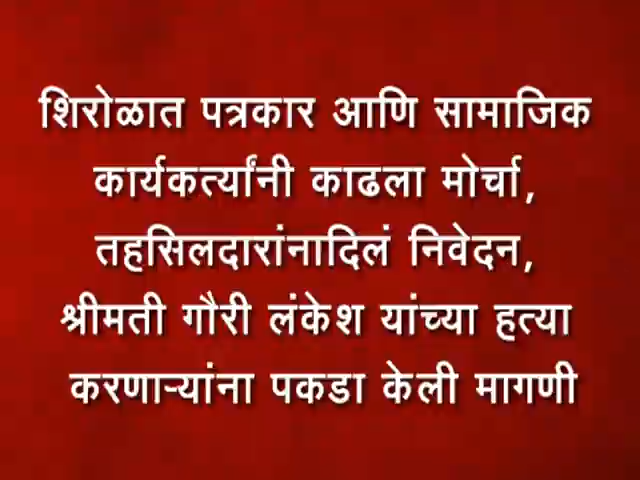 शिरोळात पत्रकार आणि सामाजिक
कार्यकर्त्यांनी काढला मोर्चा,
तहसिलदारांनादिलं निवेदन,
श्रीमती गौरी लंकेश यांच्या हत्या
करणाऱ्यांना पकडा केली मागणी